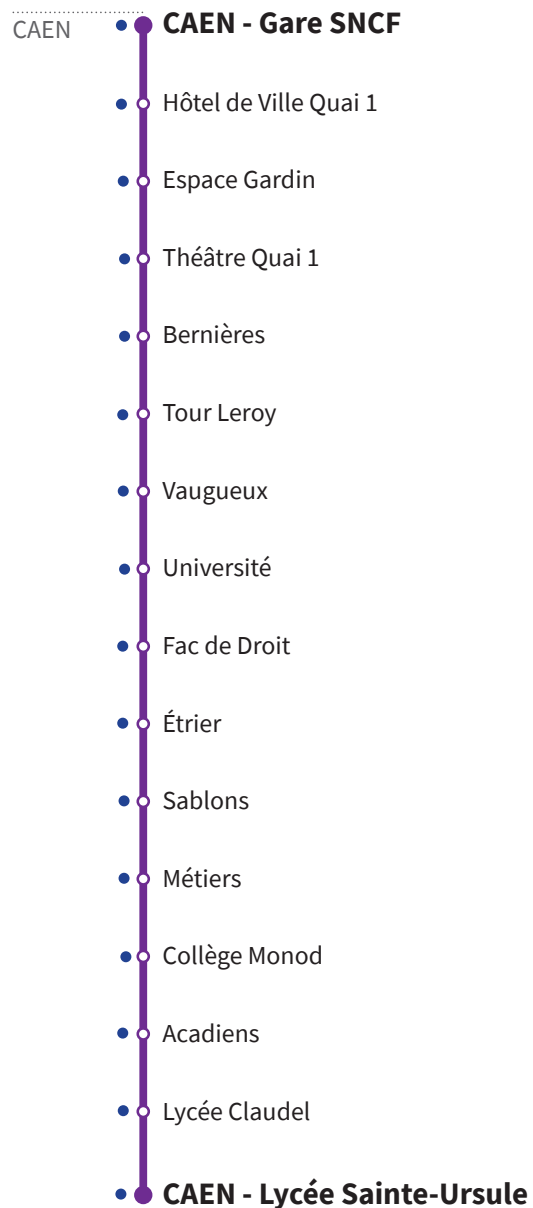 CAEN
CAEN - Gare SNCF
Hôtel de Ville Quai 1
Espace Gardin
Théâtre Quai 1
Bernières
Tour Leroy
Vaugueux
Université
Fac de Droit
Étrier
Sablons
Métiers
Collège Monod
Acadiens
Lycée Claudel
CAEN - Lycée Sainte-Ursule